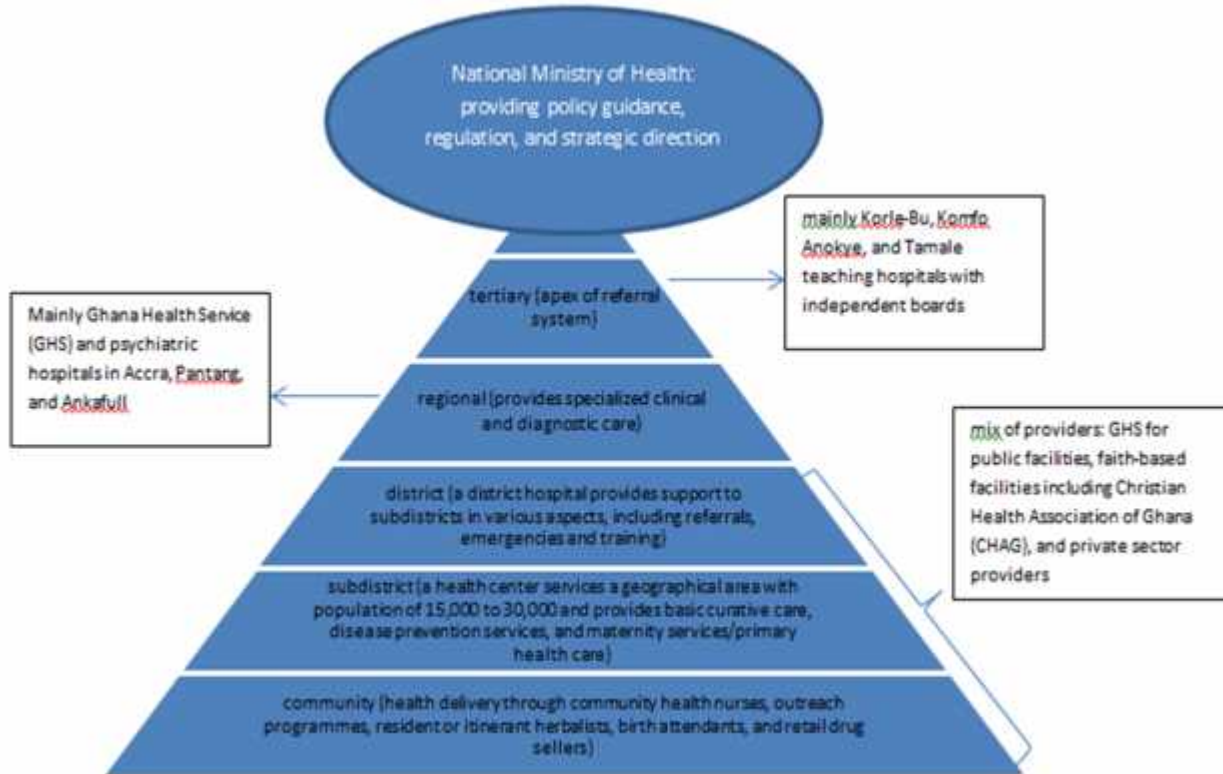 National Ministry of Health:
providing policy guidance,
regulation, and strategic direction
mainly Korle-Bu, Komfo
Anokye, and Tamale
teaching hospitals with
independent boards
tertiary (apex of referral
system)
Mainly Ghana Health Service
(GHS) and psychiatric
hospitals in Accra, Pantang,
and Ankafull
regional (provides specialized clinical
and diagnostic care)
mix of providers: GHS for
public facilities, faith-based
facilities including Christian
Health Association of Ghana
(CHAG), and private sector
providers
district (a district hospital provides support to
subdistricts in various aspects, including referrals,
emergencies and training)
subdistrict (a health center services a geographical area with
population of 15,000 to 30,000 and provides basic curative care,
disease prevention services, and maternity services/primary
health care)
community (health delivery through community health nurses, outreach
programmes, resident or itinerant herbalists, birth attendants, and retail drug
sellers)